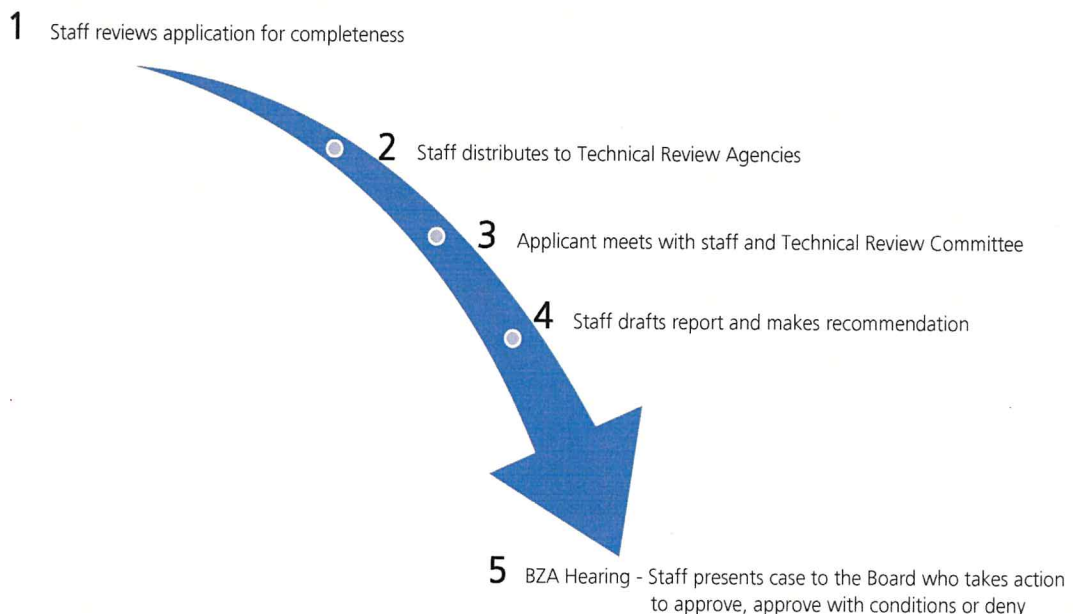 1 Staff reviews application for completeness
2 Staff distributes to Technical Review Agencies
3 Applicant meets with staff and Technical Review Committee
4 Staff drafts report and makes recommendation
5 BZA Hearing - Staff presents case to the Board who takes action
to approve, approve with conditions or deny